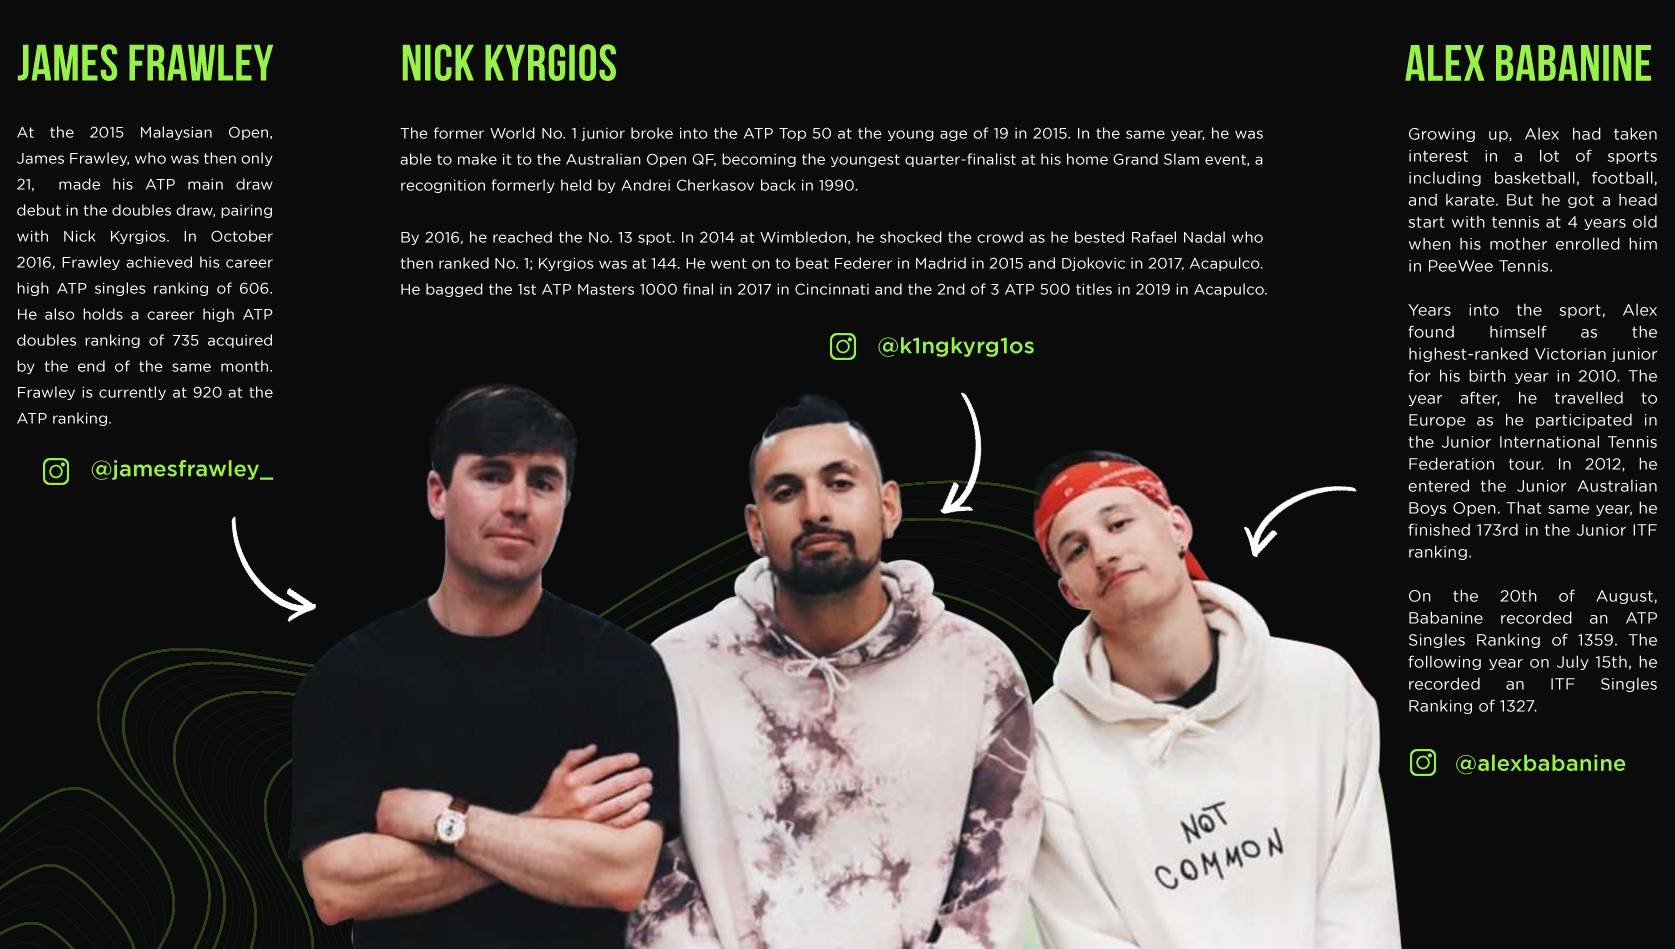 JAMES FRAWLEY
At the 2015 Malaysian Open,
James Frawley, who was then only
21, made his ATP main draw
debut in the doubles draw, pairing
with Nick Kyrgios. In October
2016, Frawley achieved his career
high ATP singles ranking of 606.
He also holds a career high ATP
doubles ranking of 735 acquired
by the end of the same month.
Frawley is currently at 920 at the
ATP ranking.
@jamesfrawley_
NICK KYRGIOS
The former World No. 1 junior broke into the ATP Top 50 at the young age of 19 in 2015. In the same year, he was
able to make it to the Australian Open QF, becoming the youngest quarter-finalist at his home Grand Slam event, a
recognition formerly held by Andrei Cherkasov back in 1990.
By 2016, he reached the No. 13 spot. In 2014 at Wimbledon, he shocked the crowd as he bested Rafael Nadal who
then ranked No. 1; Kyrgios was at 144. He went on to beat Federer in Madrid in 2015 and Djokovic in 2017, Acapulco.
He bagged the 1st ATP Masters 1000 final in 2017 in Cincinnati and the 2nd of 3 ATP 500 titles in 2019 in Acapulco.
@k1ngkyrg1os
ALEX BABANINE
Growing up, Alex had taken
interest in a lot of sports
including basketball, football,
and karate. But he got a head
start with tennis at 4 years old
when his mother enrolled him
in PeeWee Tennis.
Years into the sport, Alex
found himself as the
highest-ranked Victorian junior
for his birth year in 2010. The
year after, he travelled to
Europe as he participated in
the Junior International Tennis
Federation tour. In 2012, he
entered the Junior Australian
Boys Open. That same year, he
finished 173rd in the Junior ITF
ranking.
On the 20th of August,
Babanine recorded an ATP
Singles Ranking of 1359. The
following year on July 15th, he
recorded an ITF Singles
Ranking of 1327.
@alexbabanine
NOT
COMMON